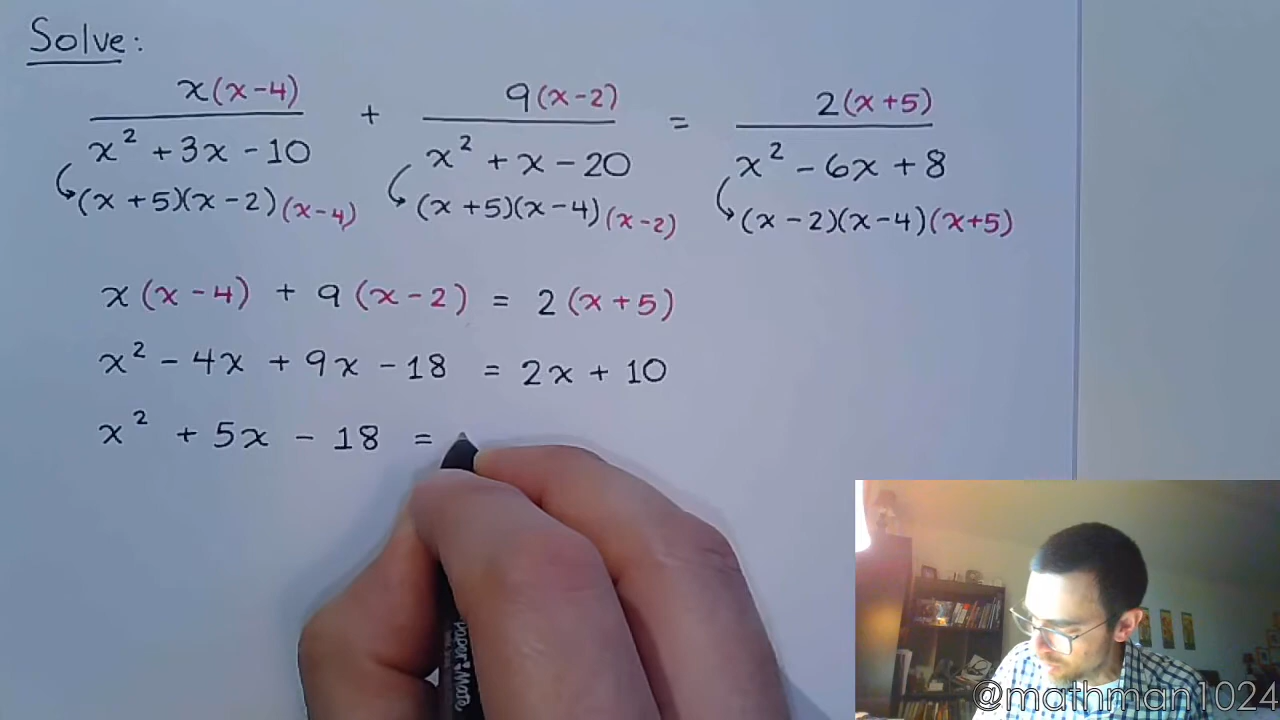 Solve:
x(x-4) + 9(x-2) = 2(x+5)
x² + 3x - 10 x² + x - 20 x² - 6x + 8
(x+5)(x-2)(x-4) (x+5)(x-4)(x-2) (x-2)(x-4)(x+5)
x(x-4) + 9(x-2) = 2(x+5)
x² - 4x + 9x - 18 = 2x + 10
x² + 5x - 18 =
Paper:Mate
@mathman1024